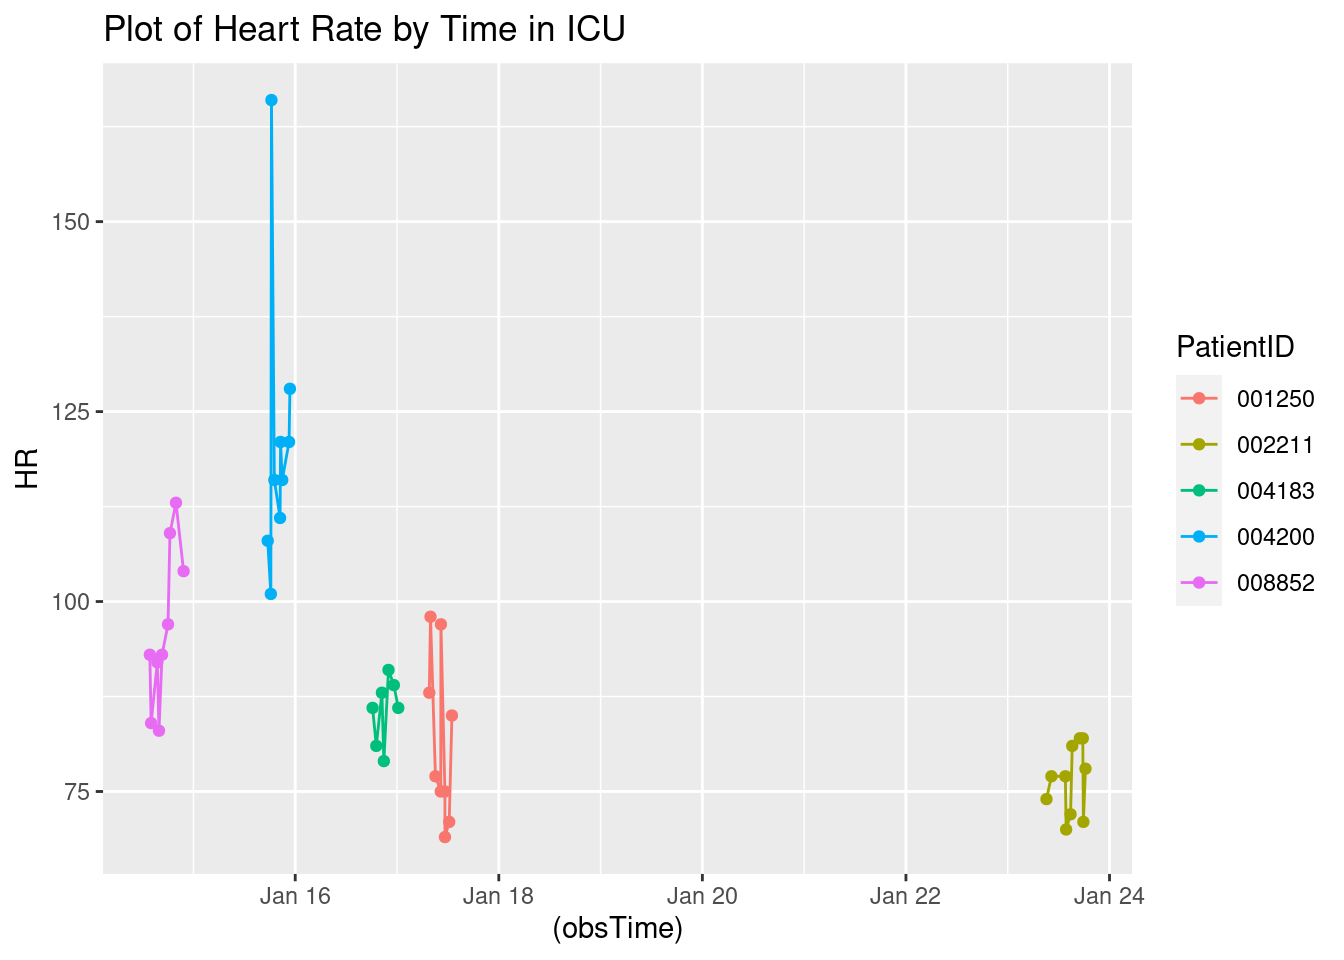 Plot of Heart Rate by Time in ICU
HR
150
125
100
75
Jan 16
Jan 18
Jan 20
Jan 22
Jan 24
(obsTime)
PatientID
001250
002211
004183
004200
008852